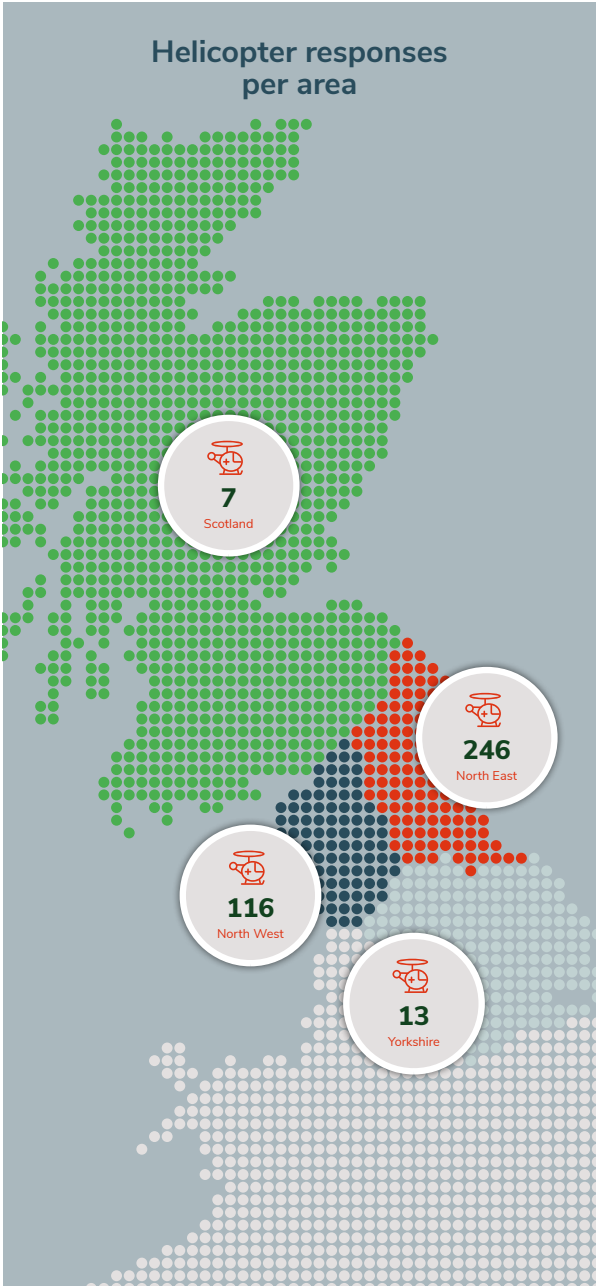 Helicopter responses
per area
7
Scotland
246
North East
116
North West
13
Yorkshire